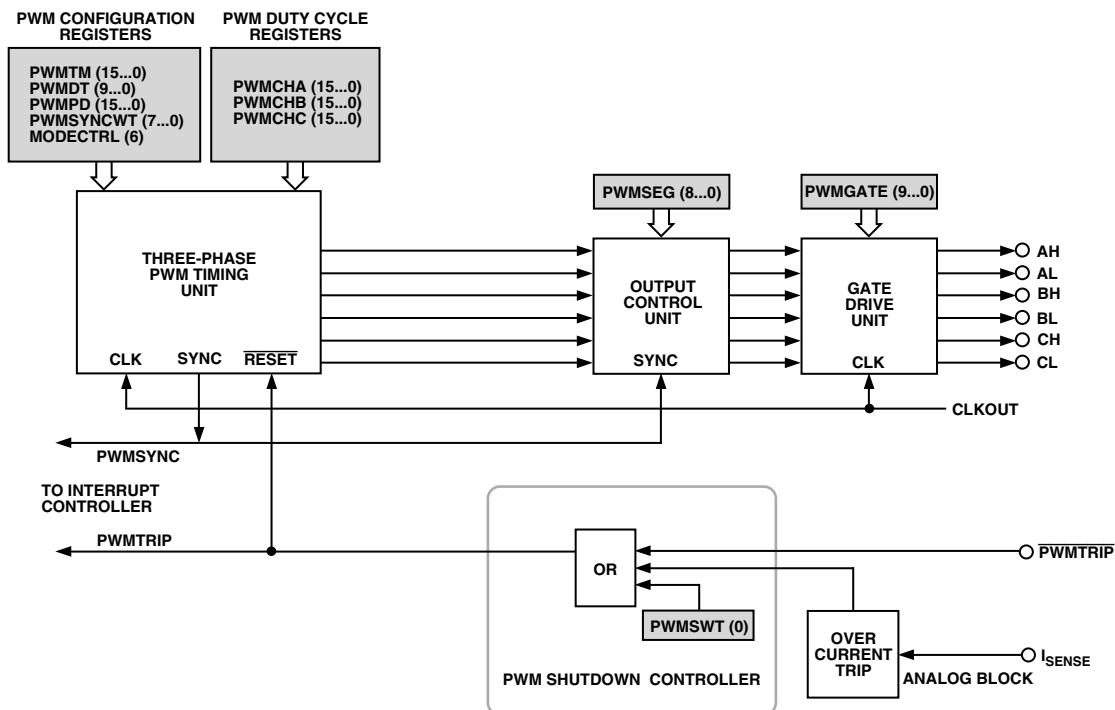 PWM CONFIGURATION
REGISTERS
PWM DUTY CYCLE
REGISTERS
PWMTM (15...0)
PWMDT (9...0)
PWMPD (15...0)
PWMSYNCWT (7...0)
MODECTRL (6)
PWMCHA (15...0)
PWMCHB (15...0)
PWMCHC (15...0)
PWMSEG (8...0)
PWMGATE (9...0)
THREE-PHASE
PWM TIMING
UNIT
CLK
SYNC
RESET
OUTPUT
CONTROL
UNIT
SYNC
GATE
DRIVE
UNIT
CLK
AH
AL
BH
BL
CH
CL
CLKOUT
PWMSYNC
TO INTERRUPT
CONTROLLER
PWMTRIP
OR
PWMTRIP
PWMSWT (0)
PWM SHUTDOWN CONTROLLER
OVER
CURRENT
TRIP
ISENSE
ANALOG BLOCK